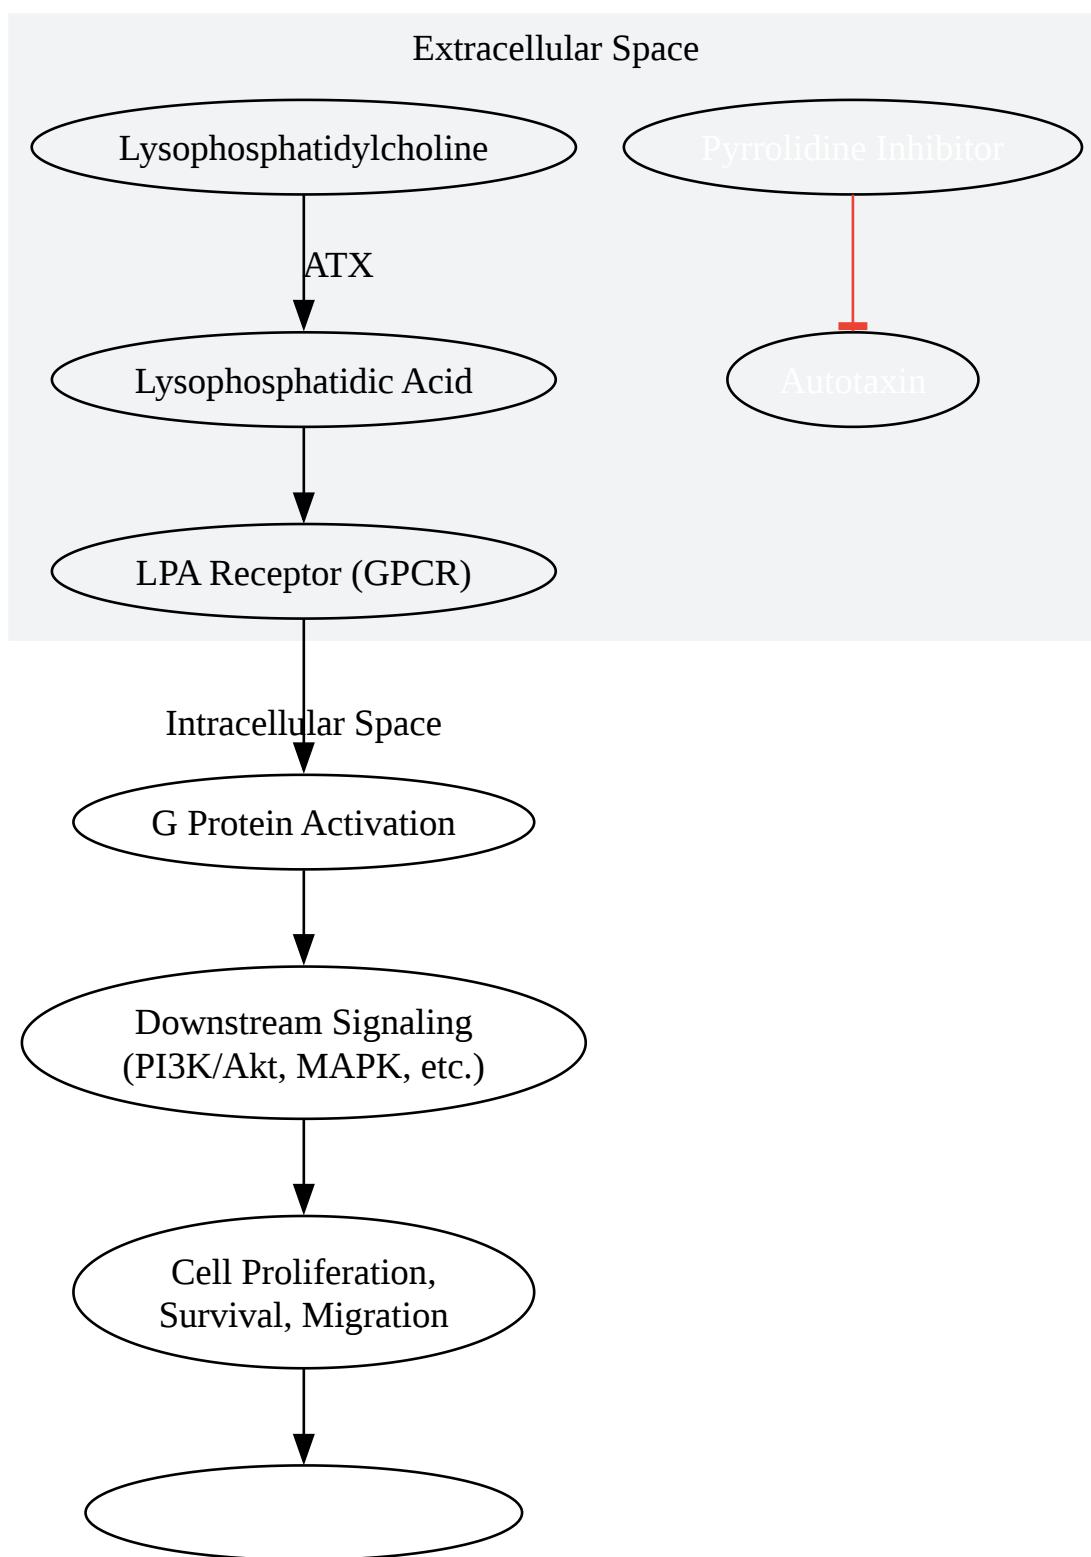 Extracellular Space
Lysophosphatidylcholine
Pyrrolidine Inhibitor
ATX
Lysophosphatidic Acid
Autotaxin
LPA Receptor (GPCR)
Intracellular Space
G Protein Activation
Downstream Signaling
(PI3K/Akt, MAPK, etc.)
Cell Proliferation,
Survival, Migration